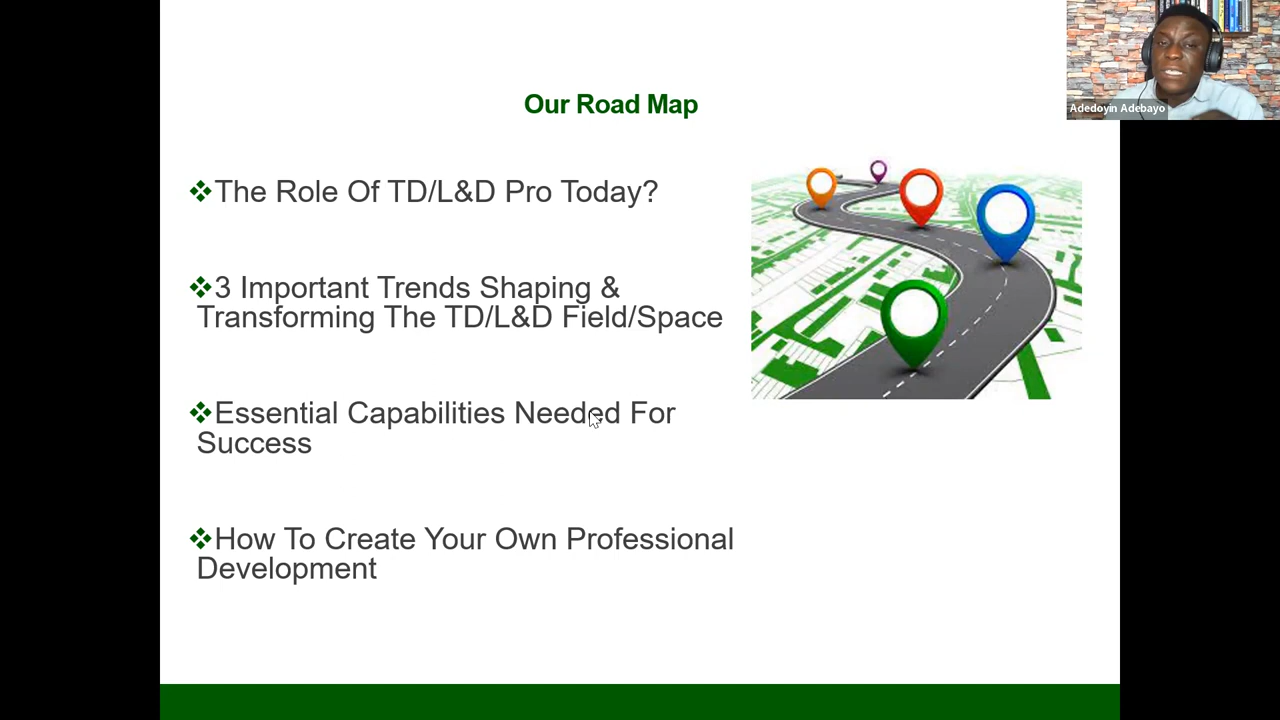 Our Road Map
Adedoyin Adebayo
❖The Role Of TD/L&D Pro Today?
❖3 Important Trends Shaping &
Transforming The TD/L&D Field/Space
❖Essential Capabilities Needed For
Success
❖How To Create Your Own Professional
Development